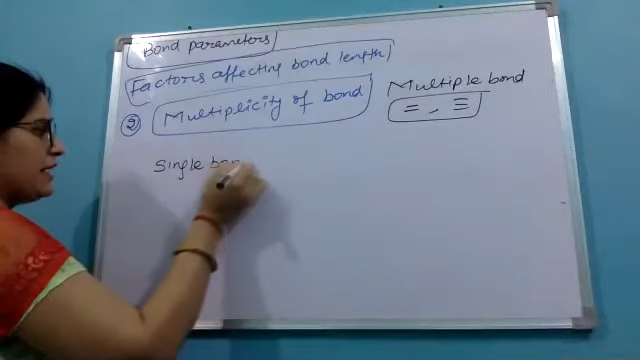 Bond parameters
Factors affecting bond length
② Multiplicity of bond
Multiple bond
=, ≡
Single bon